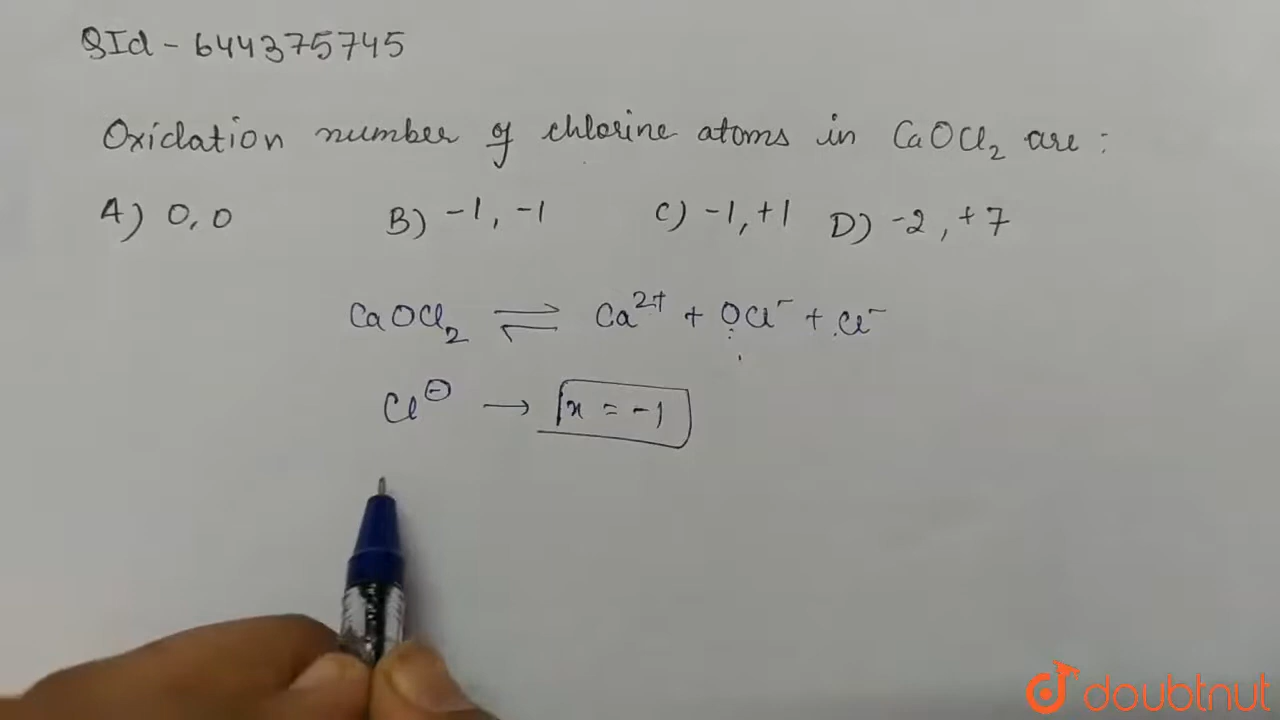 QId - 644375745
Oxidation number of chlorine atoms in CaOCl₂ are :
A) 0, 0 B) -1, -1 C) -1, +1 D) -2, +7
CaOCl₂ ⇌ Ca²⁺ + OCl⁻ + Cl⁻
Cl⊖ → x = -1
doubtnut